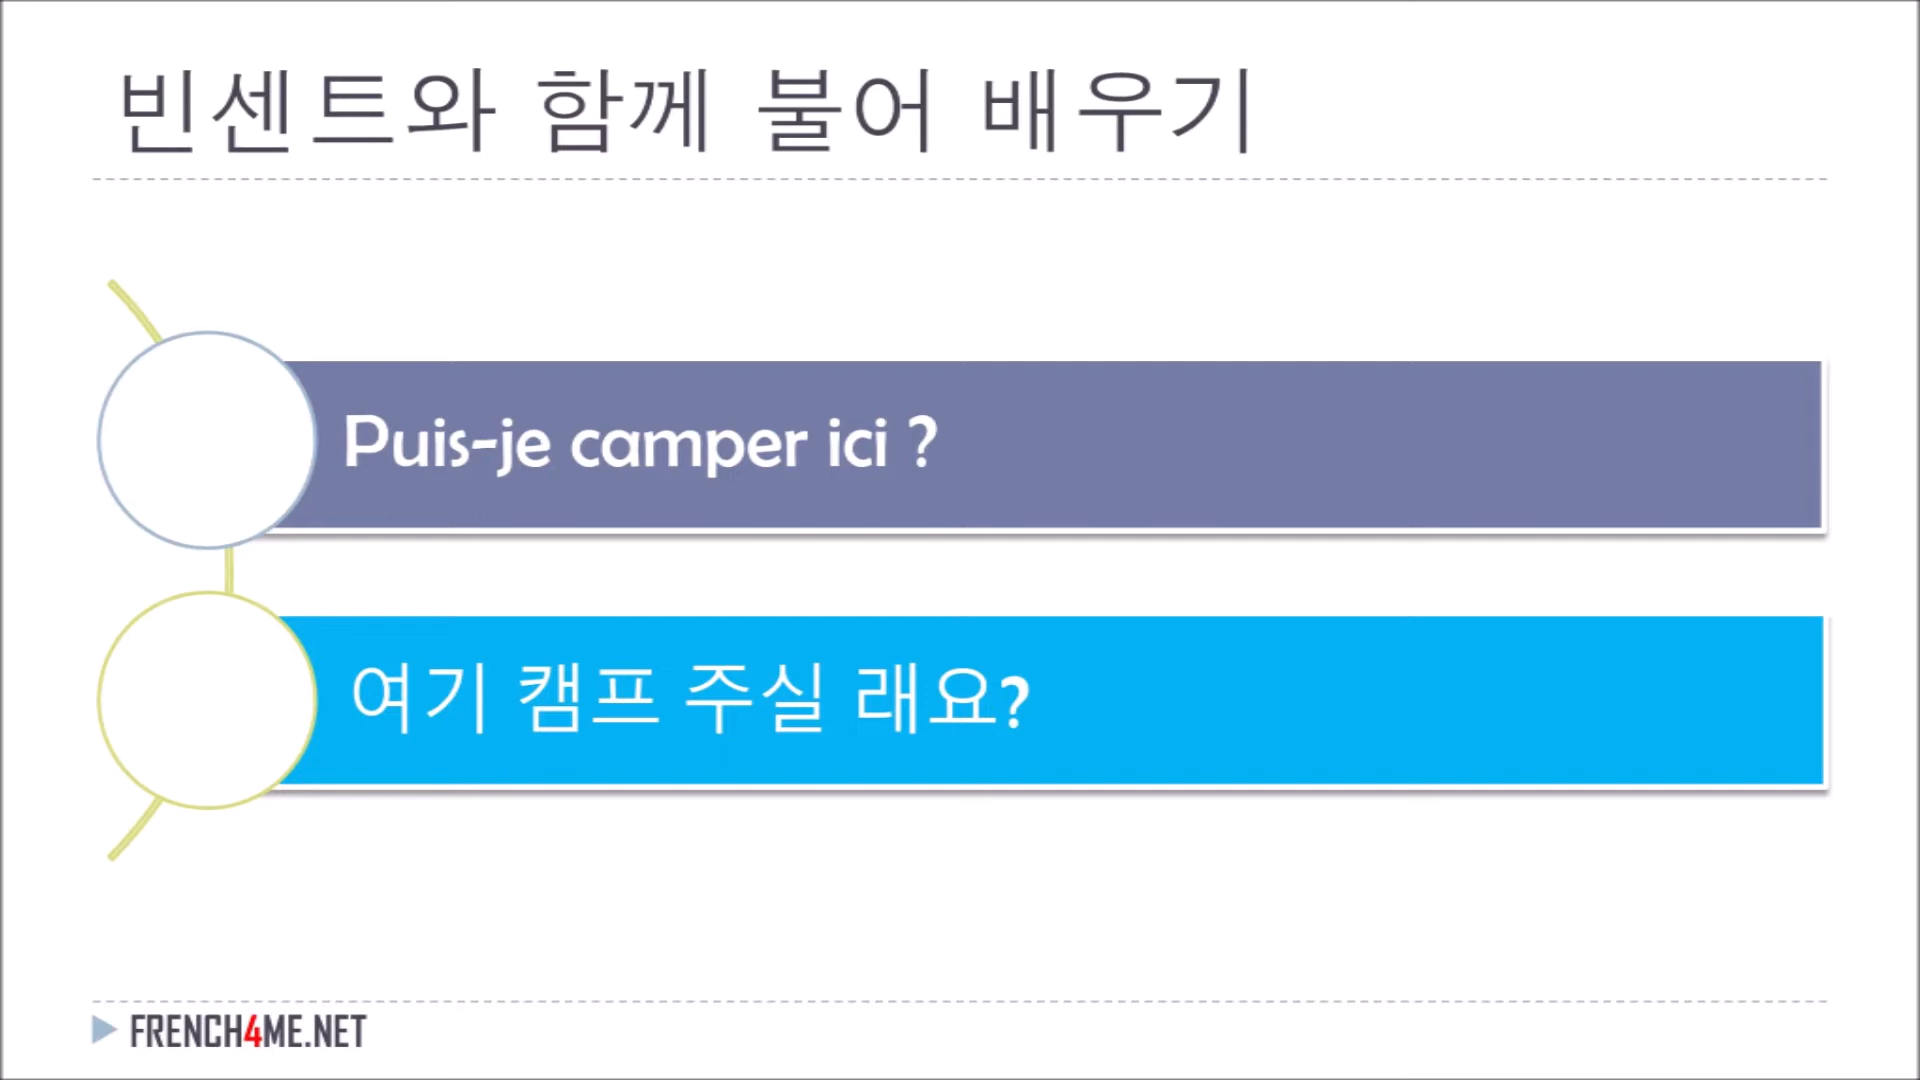 빈센트와 함께 불어 배우기
Puis-je camper ici ?
여기 캠프 주실 래요?
FRENCH4ME.NET